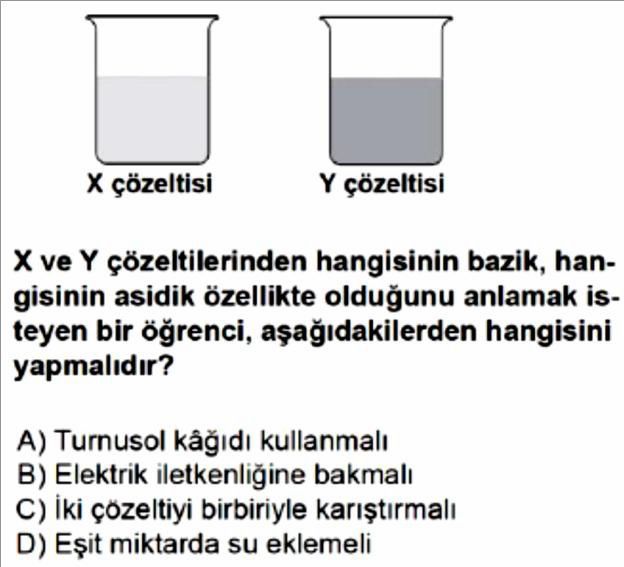 X çözeltisi Y çözeltisi
X ve Y çözeltilerinden hangisinin bazik, han-
gisinin asidik özellikte olduğunu anlamak is-
teyen bir öğrenci, aşağıdakilerden hangisini
yapmalıdır?
A) Turnusol kâğıdı kullanmalı
B) Elektrik iletkenliğine bakmalı
C) İki çözeltiyi birbiriyle karıştırmalı
D) Eşit miktarda su eklemeli